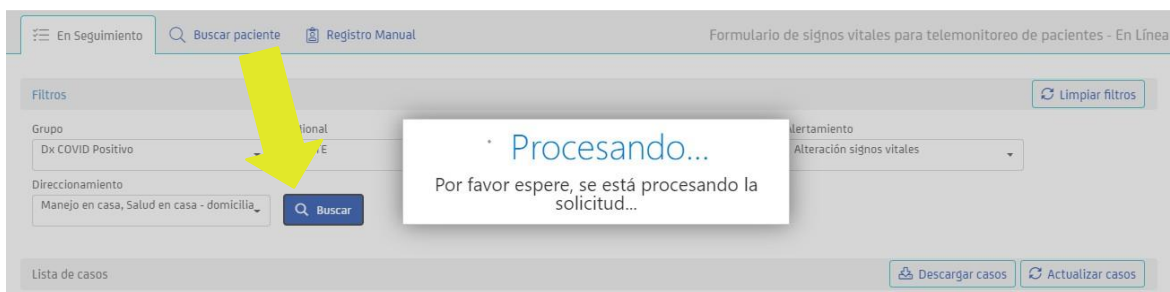 En Seguimiento
Buscar paciente
Registro Manual
Formulario de signos vitales para telemonitoreo de pacientes - En Línea
Filtros
Limpiar filtros
Grupo
Dx COVID Positivo
Alteración signos vitales
Procesando...
Por favor espere, se está procesando la
solicitud...
Direccionamiento
Manejo en casa, Salud en casa - domicilia
Buscar
Lista de casos
Descargar casos
Actualizar casos